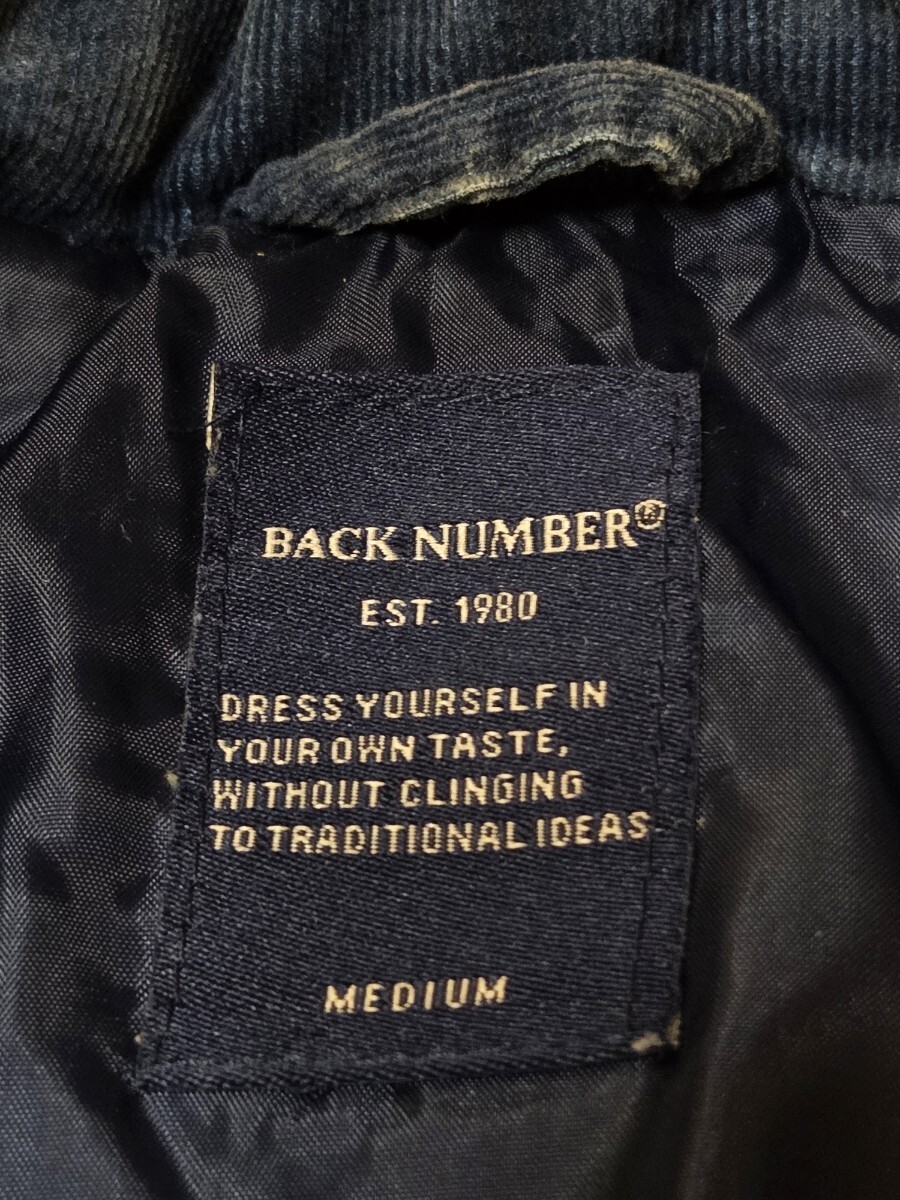 BACK NUMBER®
EST. 1980
DRESS YOURSELF IN
YOUR OWN TASTE,
WITHOUT CLINGING
TO TRADITIONAL IDEAS
MEDIUM